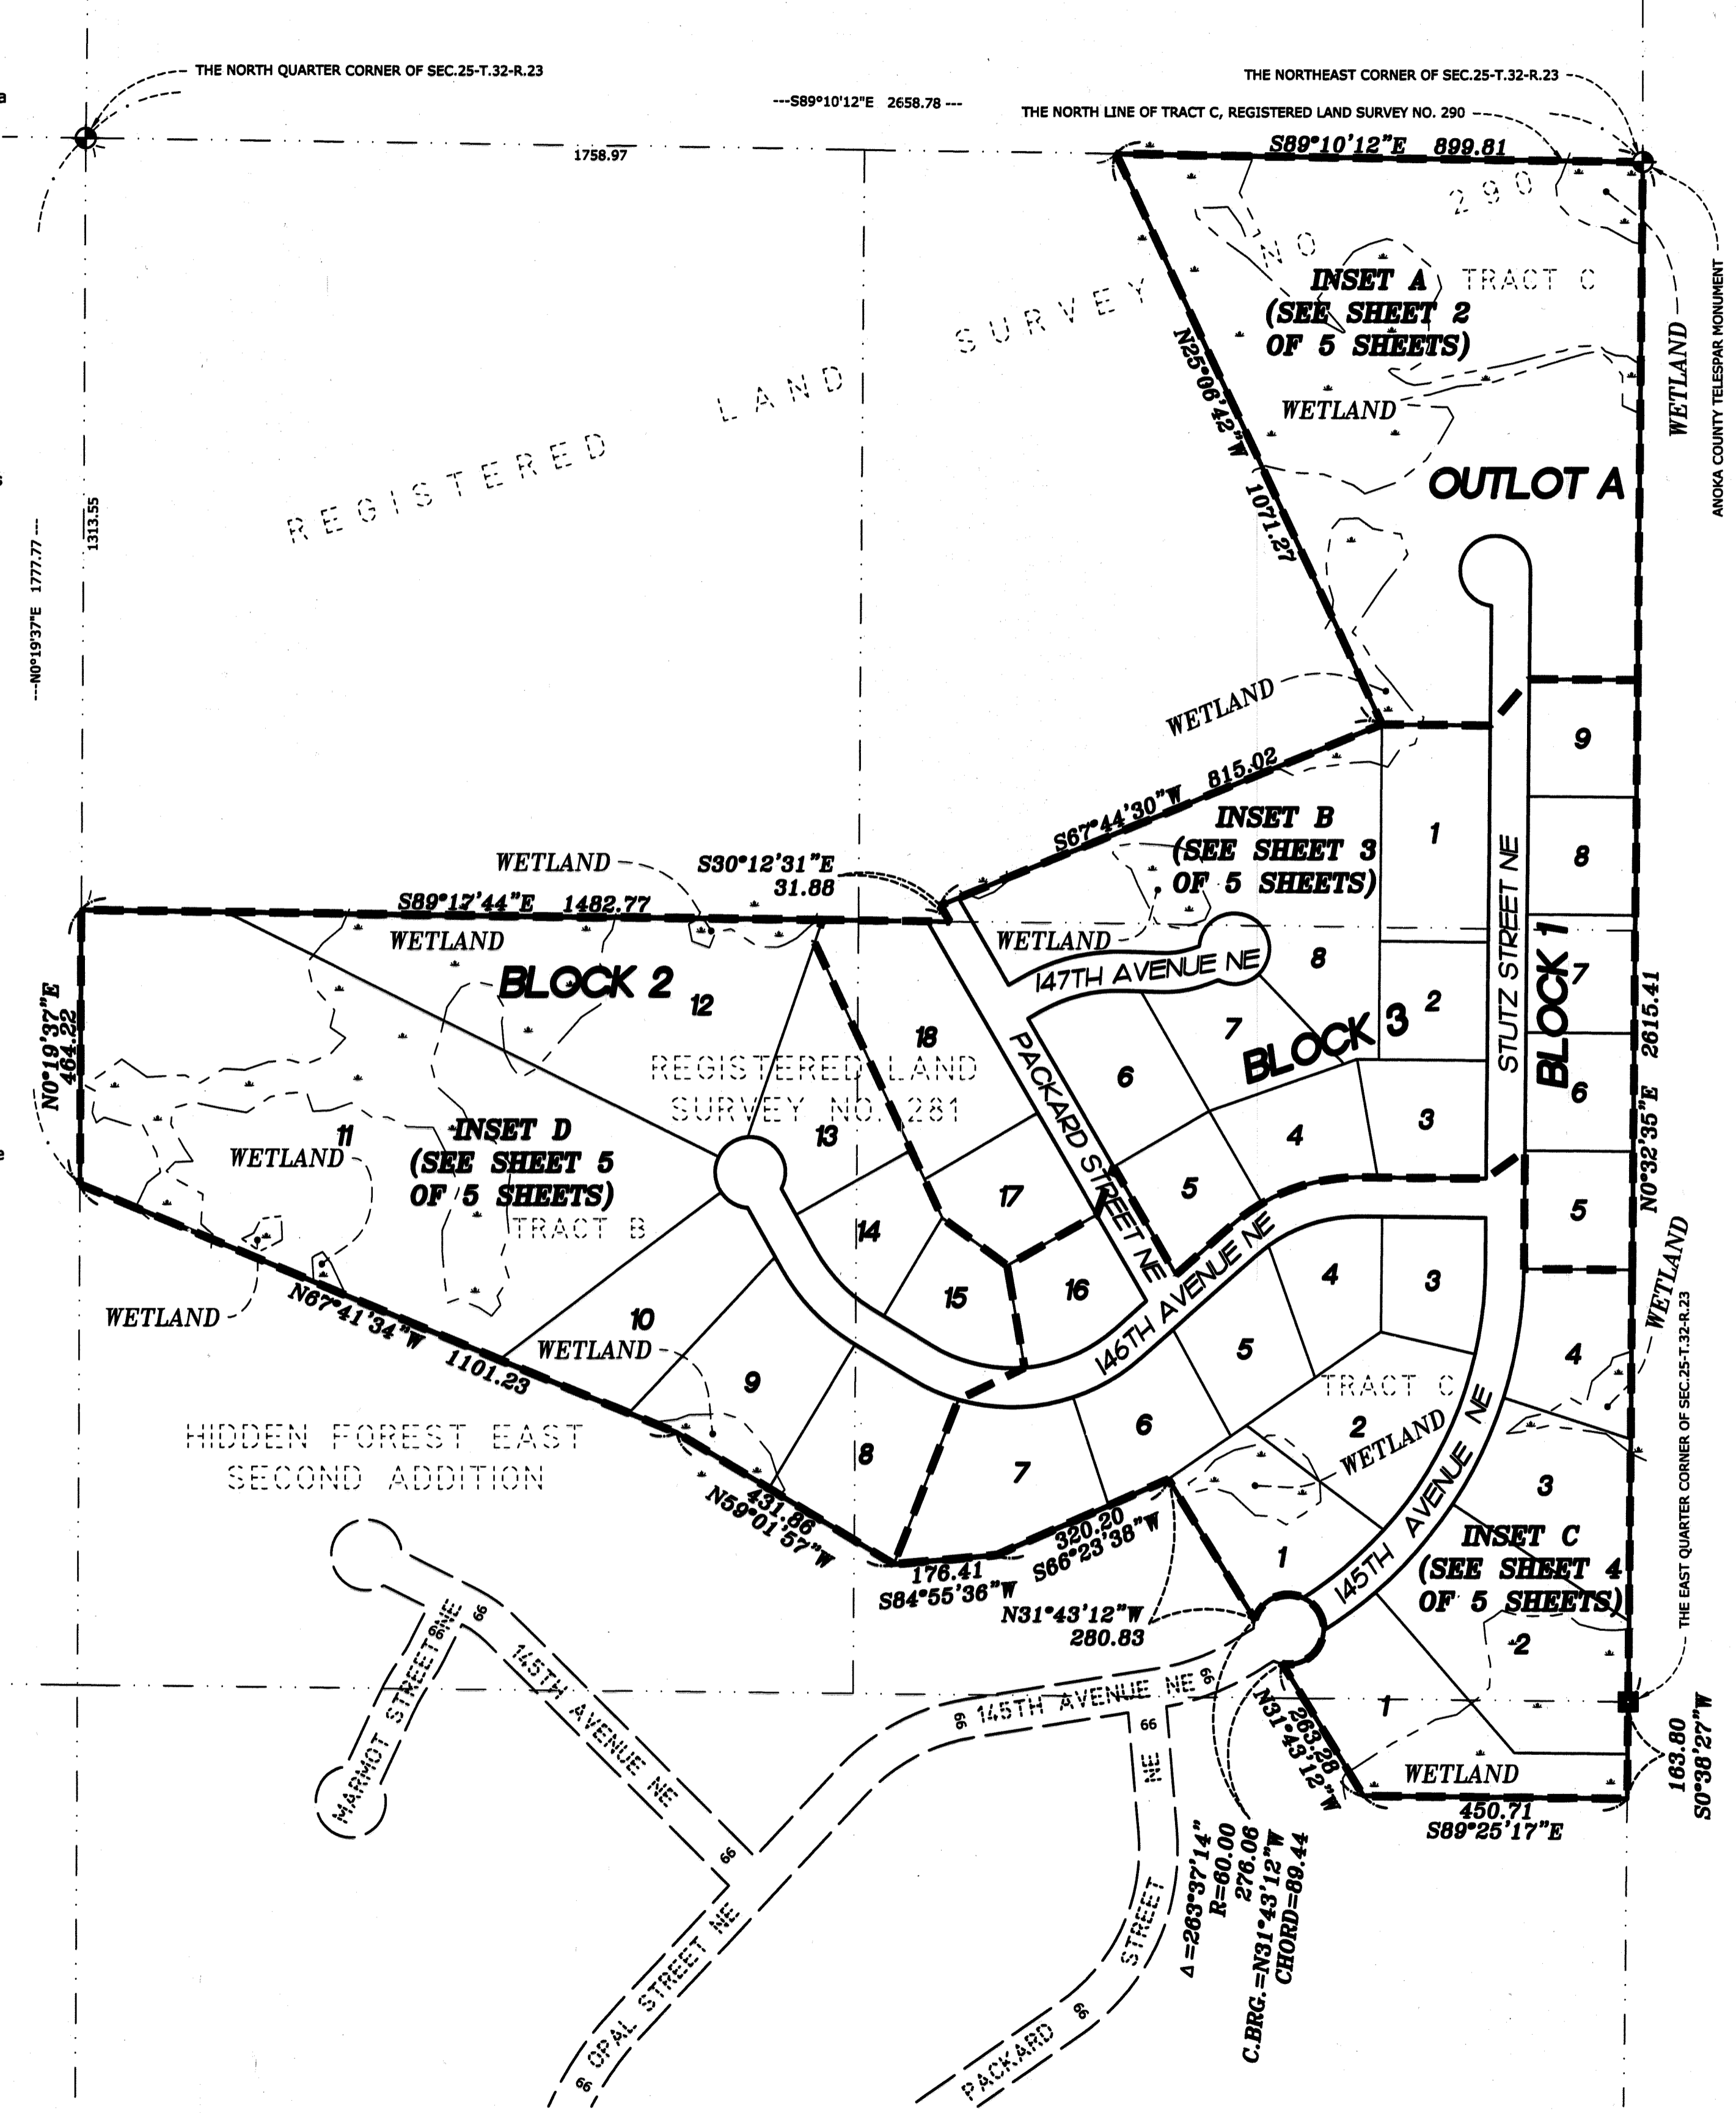 THE NORTH QUARTER CORNER OF SEC.25-T.32-R.23
THE NORTHEAST CORNER OF SEC.25-T.32-R.23
---S89°10'12"E 2658.78 ---
THE NORTH LINE OF TRACT C, REGISTERED LAND SURVEY NO. 290
1758.97
S89°10'12"E 899.81
REGISTERED LAND SURVEY NO 290
INSET A
(SEE SHEET 2
OF 5 SHEETS)
TRACT C
WETLAND
WETLAND
ANOKA COUNTY TELESPAR MONUMENT
N25°06'42"W
1071.27
OUTLOT A
1313.55
---N0°19'37"E 1777.77 ---
WETLAND
S67°44'30"W 815.02
INSET B
(SEE SHEET 3
OF 5 SHEETS)
9
8
7
6
5
BLOCK 1
STUTZ STREET NE
N0°32'35"E 2615.41
1
2
3
4
5
6
7
8
BLOCK 3
147TH AVENUE NE
WETLAND
PACKARD STREET NE
WETLAND
S30°12'31"E
31.88
S89°17'44"E 1482.77
WETLAND
BLOCK 2
12
18
REGISTERED LAND
SURVEY NO. 281
N0°19'37"E
464.22
11
INSET D
(SEE SHEET 5
OF 5 SHEETS)
TRACT B
WETLAND
13
17
14
15
16
10
9
8
7
6
5
4
3
2
1
146TH AVENUE NE
WETLAND
WETLAND
N67°41'34"W
1101.23
HIDDEN FOREST EAST
SECOND ADDITION
431.86
N59°01'57"W
176.41
S84°55'36"W
320.20
S66°23'38"W
N31°43'12"W
280.83
TRACT C
WETLAND
145TH AVENUE NE
WETLAND
4
3
INSET C
(SEE SHEET 4
OF 5 SHEETS)
2
1
THE EAST QUARTER CORNER OF SEC.25-T.32-R.23
WETLAND
163.80
S0°38'27"W
450.71
S89°25'17"E
263.28
N31°43'12"W
Δ=263°37'14"
R=60.00
276.06
C.BRG.=N31°43'12"W
CHORD=89.44
MARMOT STREET NE
66
66
145TH AVENUE NE
66
OPAL STREET NE
66
66
145TH AVENUE NE
66
66
PACKARD STREET NE
66